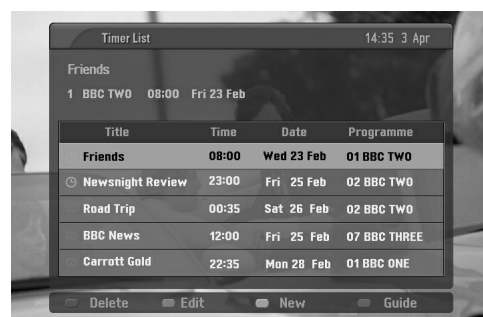 Timer List 14:35 3 Apr
Friends
1 BBC TWO 08:00 Fri 23 Feb
Title Time Date Programme
Friends 08:00 Wed 23 Feb 01 BBC TWO
Newsnight Review 23:00 Fri 25 Feb 02 BBC TWO
Road Trip 00:35 Sat 26 Feb 02 BBC TWO
BBC News 12:00 Fri 25 Feb 07 BBC THREE
Carrott Gold 22:35 Mon 28 Feb 01 BBC ONE
Delete Edit New Guide